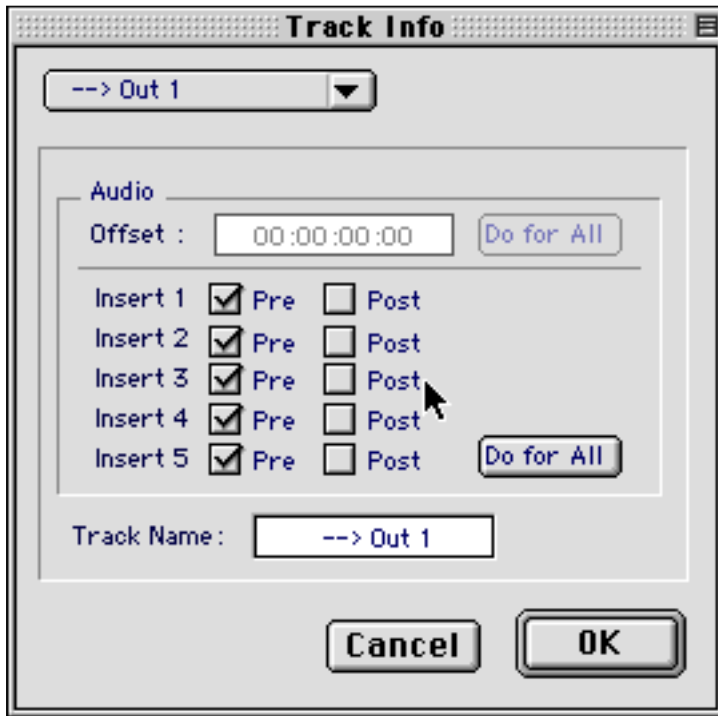 Track Info
--> Out 1
Audio
Offset : 00:00:00:00 Do for All
Insert 1 Pre Post
Insert 2 Pre Post
Insert 3 Pre Post
Insert 4 Pre Post
Insert 5 Pre Post Do for All
Track Name: --> Out 1
Cancel OK